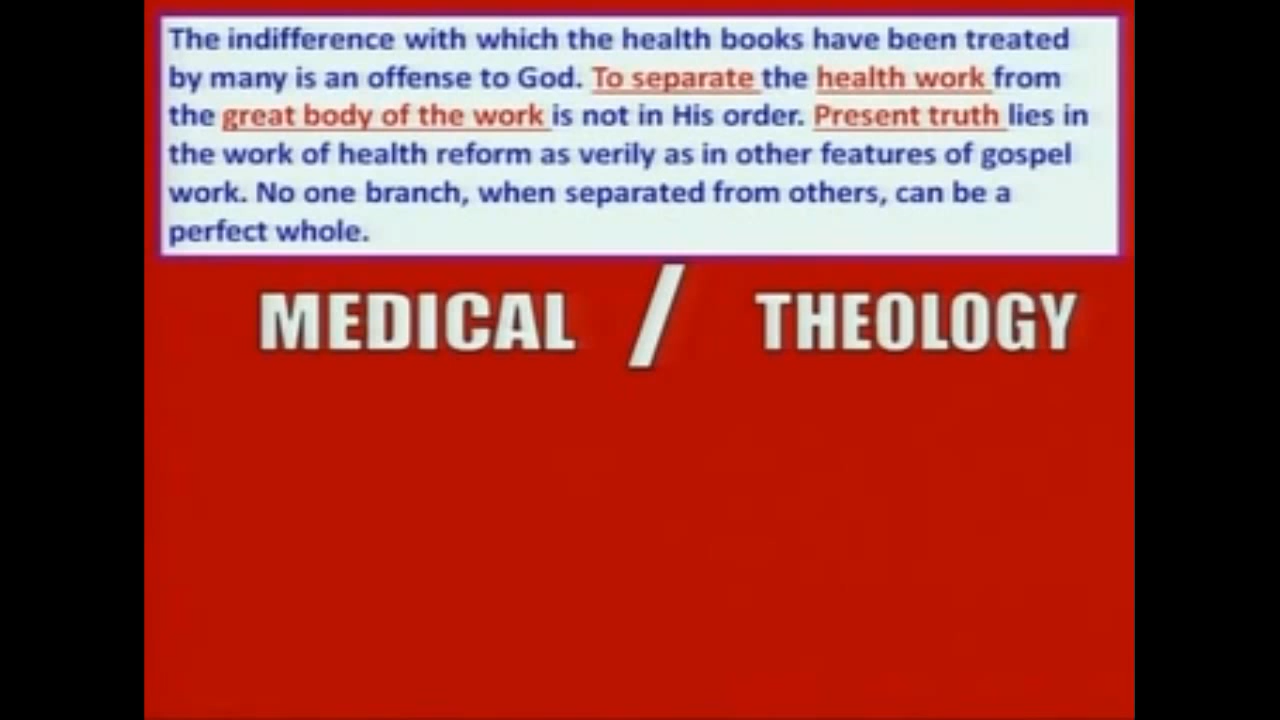 The indifference with which the health books have been treated
by many is an offense to God. To separate the health work from
the great body of the work is not in His order. Present truth lies in
the work of health reform as verily as in other features of gospel
work. No one branch, when separated from others, can be a
perfect whole.
MEDICAL / THEOLOGY